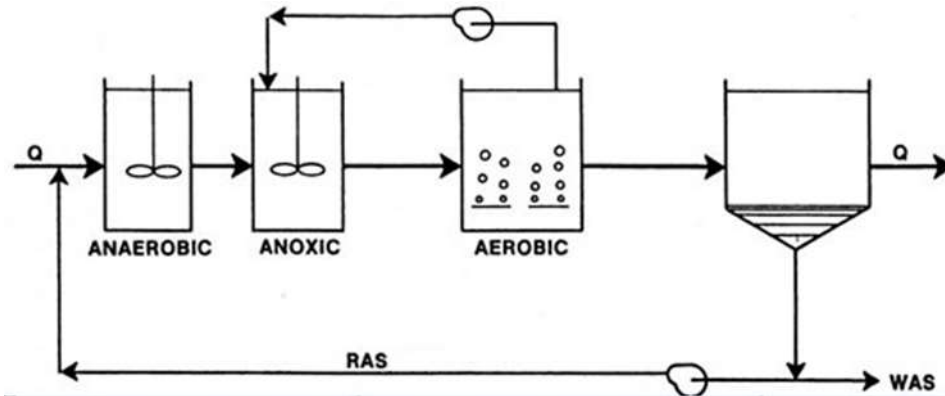 Q
Q
ANAEROBIC
ANOXIC
AEROBIC
RAS
WAS